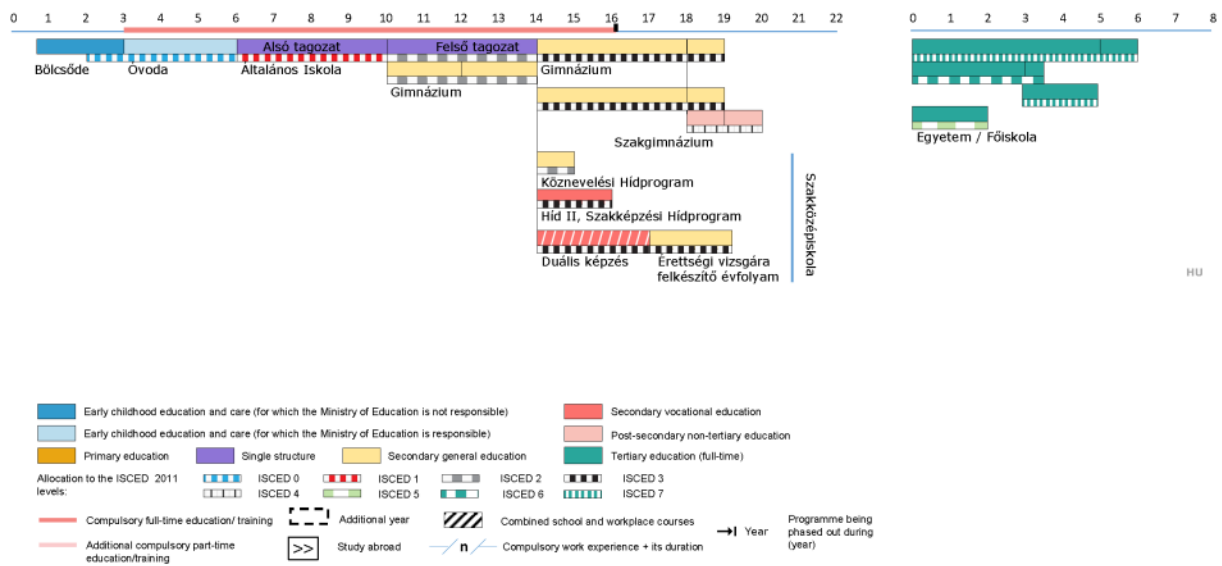 0 1 2 3 4 5 6 7 8 9 10 11 12 13 14 15 16 17 18 19 20 21 22
0 1 2 3 4 5 6 7 8
Alsó tagozat
Felső tagozat
Bölcsőde
Óvoda
Általános Iskola
Gimnázium
Gimnázium
Szakgimnázium
Egyetem / Főiskola
Köznevelési Hídprogram
Híd II, Szakképzési Hídprogram
Duális képzés
Érettségi vizsgára
felkészítő évfolyam
Szakközépiskola
HU
Early childhood education and care (for which the Ministry of Education is not responsible)
Secondary vocational education
Early childhood education and care (for which the Ministry of Education is responsible)
Post-secondary non-tertiary education
Primary education
Single structure
Secondary general education
Tertiary education (full-time)
Allocation to the ISCED 2011
levels:
ISCED 0
ISCED 1
ISCED 2
ISCED 3
ISCED 4
ISCED 5
ISCED 6
ISCED 7
Compulsory full-time education/ training
Additional year
Combined school and workplace courses
Year
Programme being
phased out during
(year)
Additional compulsory part-time
education/training
>>
Study abroad
n
Compulsory work experience + its duration